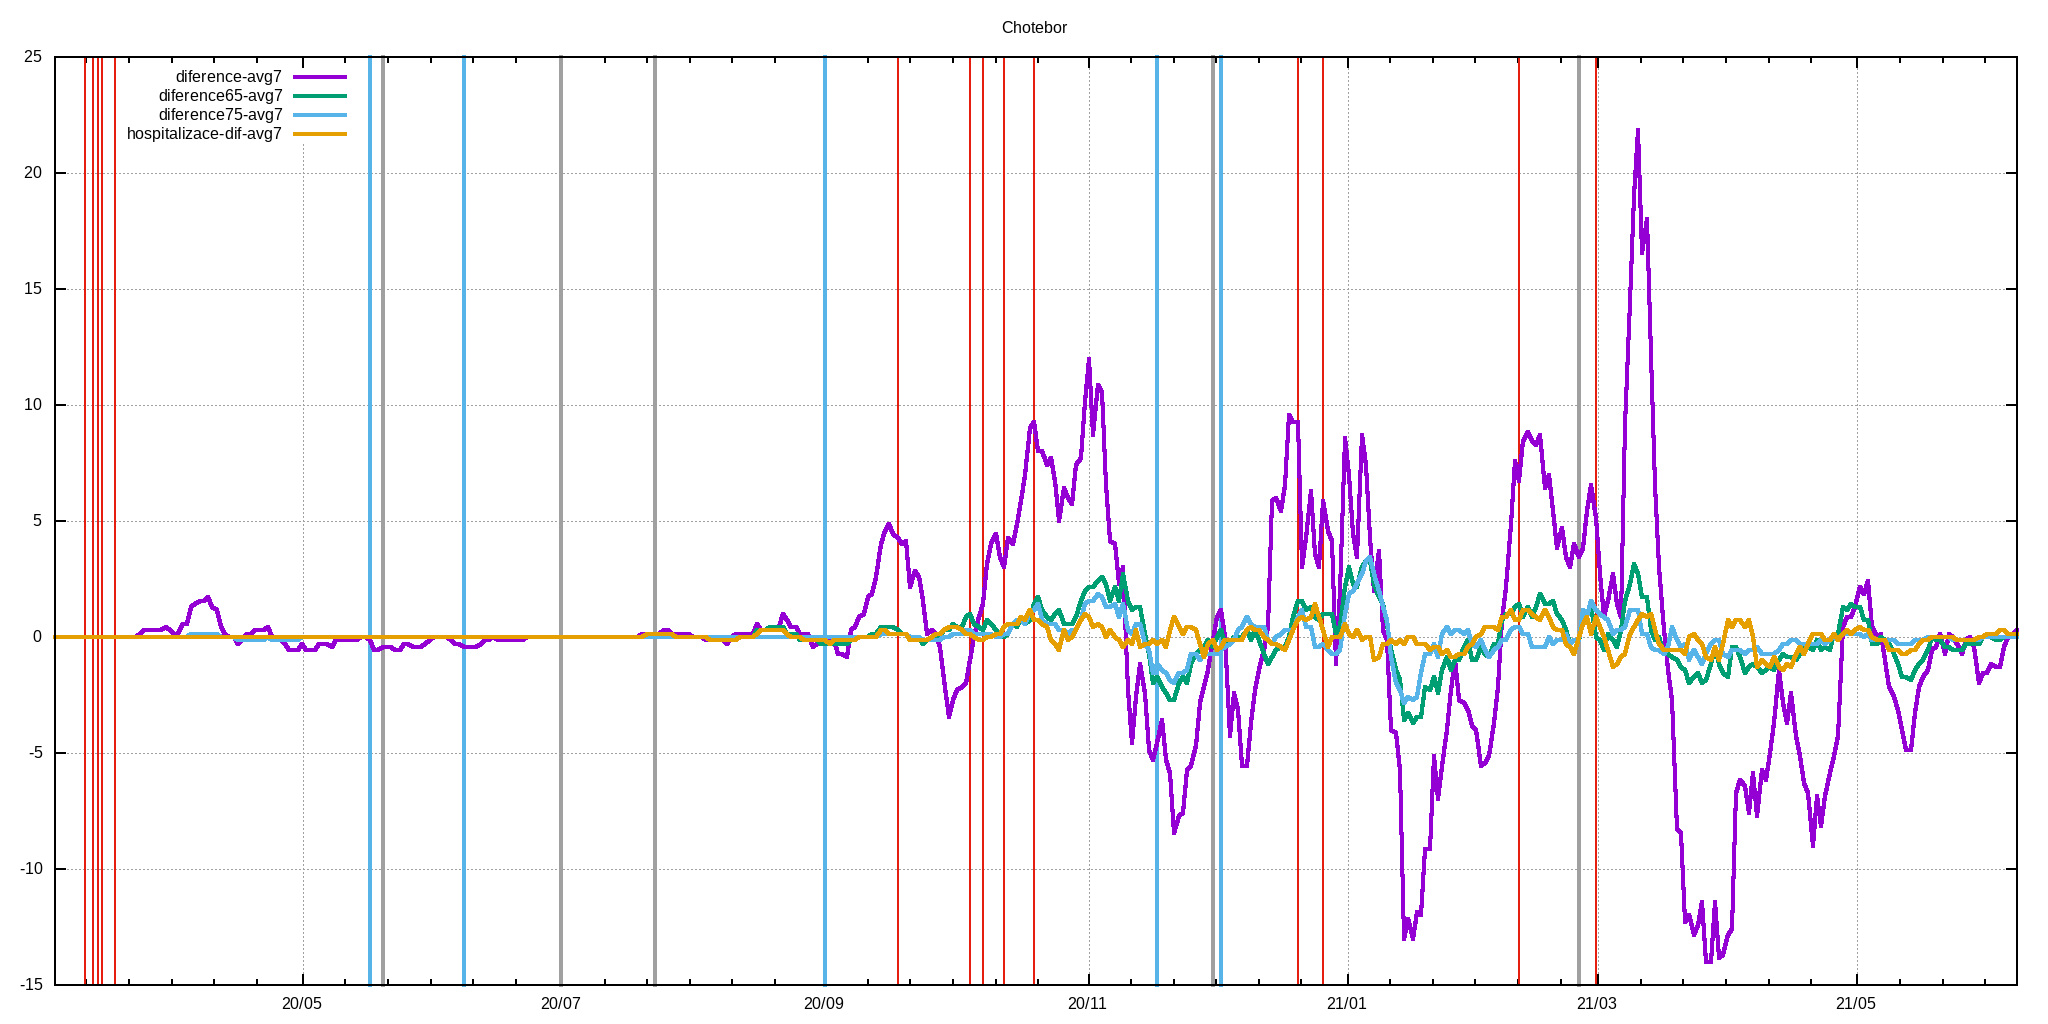 Chotebor
25
20
15
10
5
0
-5
-10
-15
diference-avg7
diference65-avg7
diference75-avg7
hospitalizace-dif-avg7
20/05 20/07 20/09 20/11 21/01 21/03 21/05